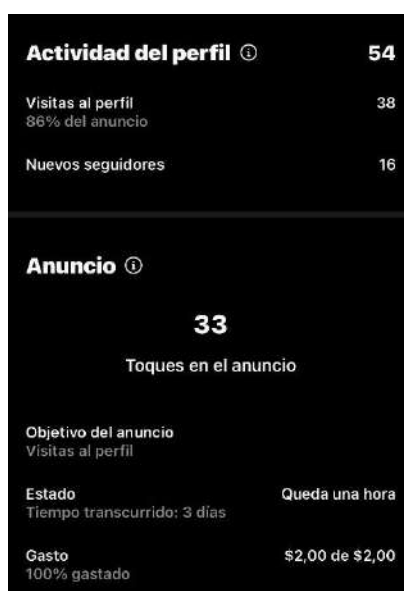 Actividad del perfil ⓘ 54
Visitas al perfil 38
86% del anuncio
Nuevos seguidores 16
Anuncio ⓘ
33
Toques en el anuncio
Objetivo del anuncio
Visitas al perfil
Estado Queda una hora
Tiempo transcurrido: 3 días
Gasto $2,00 de $2,00
100% gastado